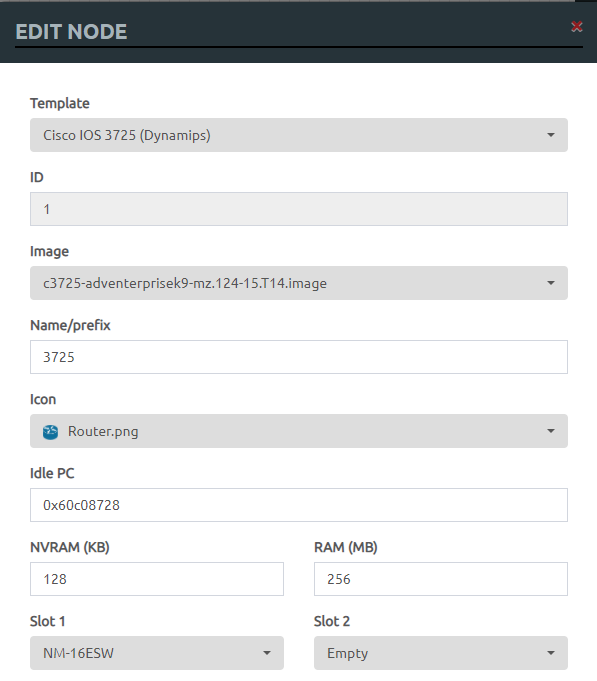 EDIT NODE
Template
Cisco IOS 3725 (Dynamips)
ID
1
Image
c3725-adventerprisek9-mz.124-15.T14.image
Name/prefix
3725
Icon
Router.png
Idle PC
0x60c08728
NVRAM (KB) RAM (MB)
128 256
Slot 1 Slot 2
NM-16ESW Empty